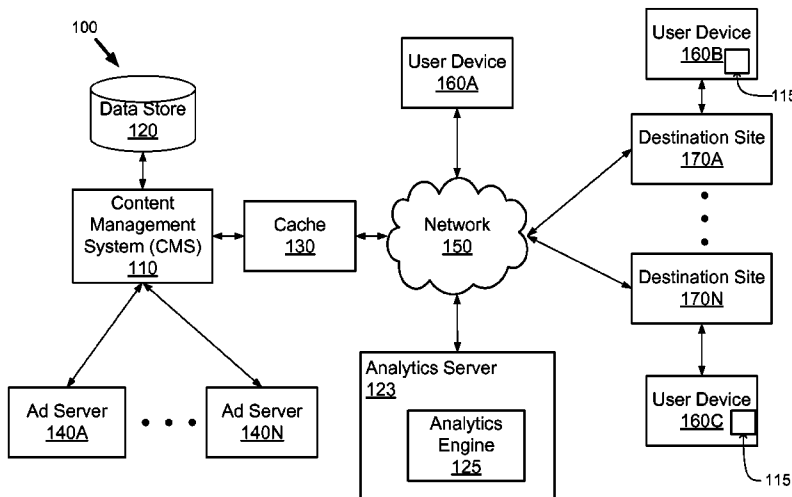 100
Data Store
120
Content
Management
System (CMS)
110
Cache
130
Ad Server
140A
Ad Server
140N
User Device
160A
Network
150
Analytics Server
123
Analytics
Engine
125
User Device
160B
115
Destination Site
170A
Destination Site
170N
User Device
160C
115